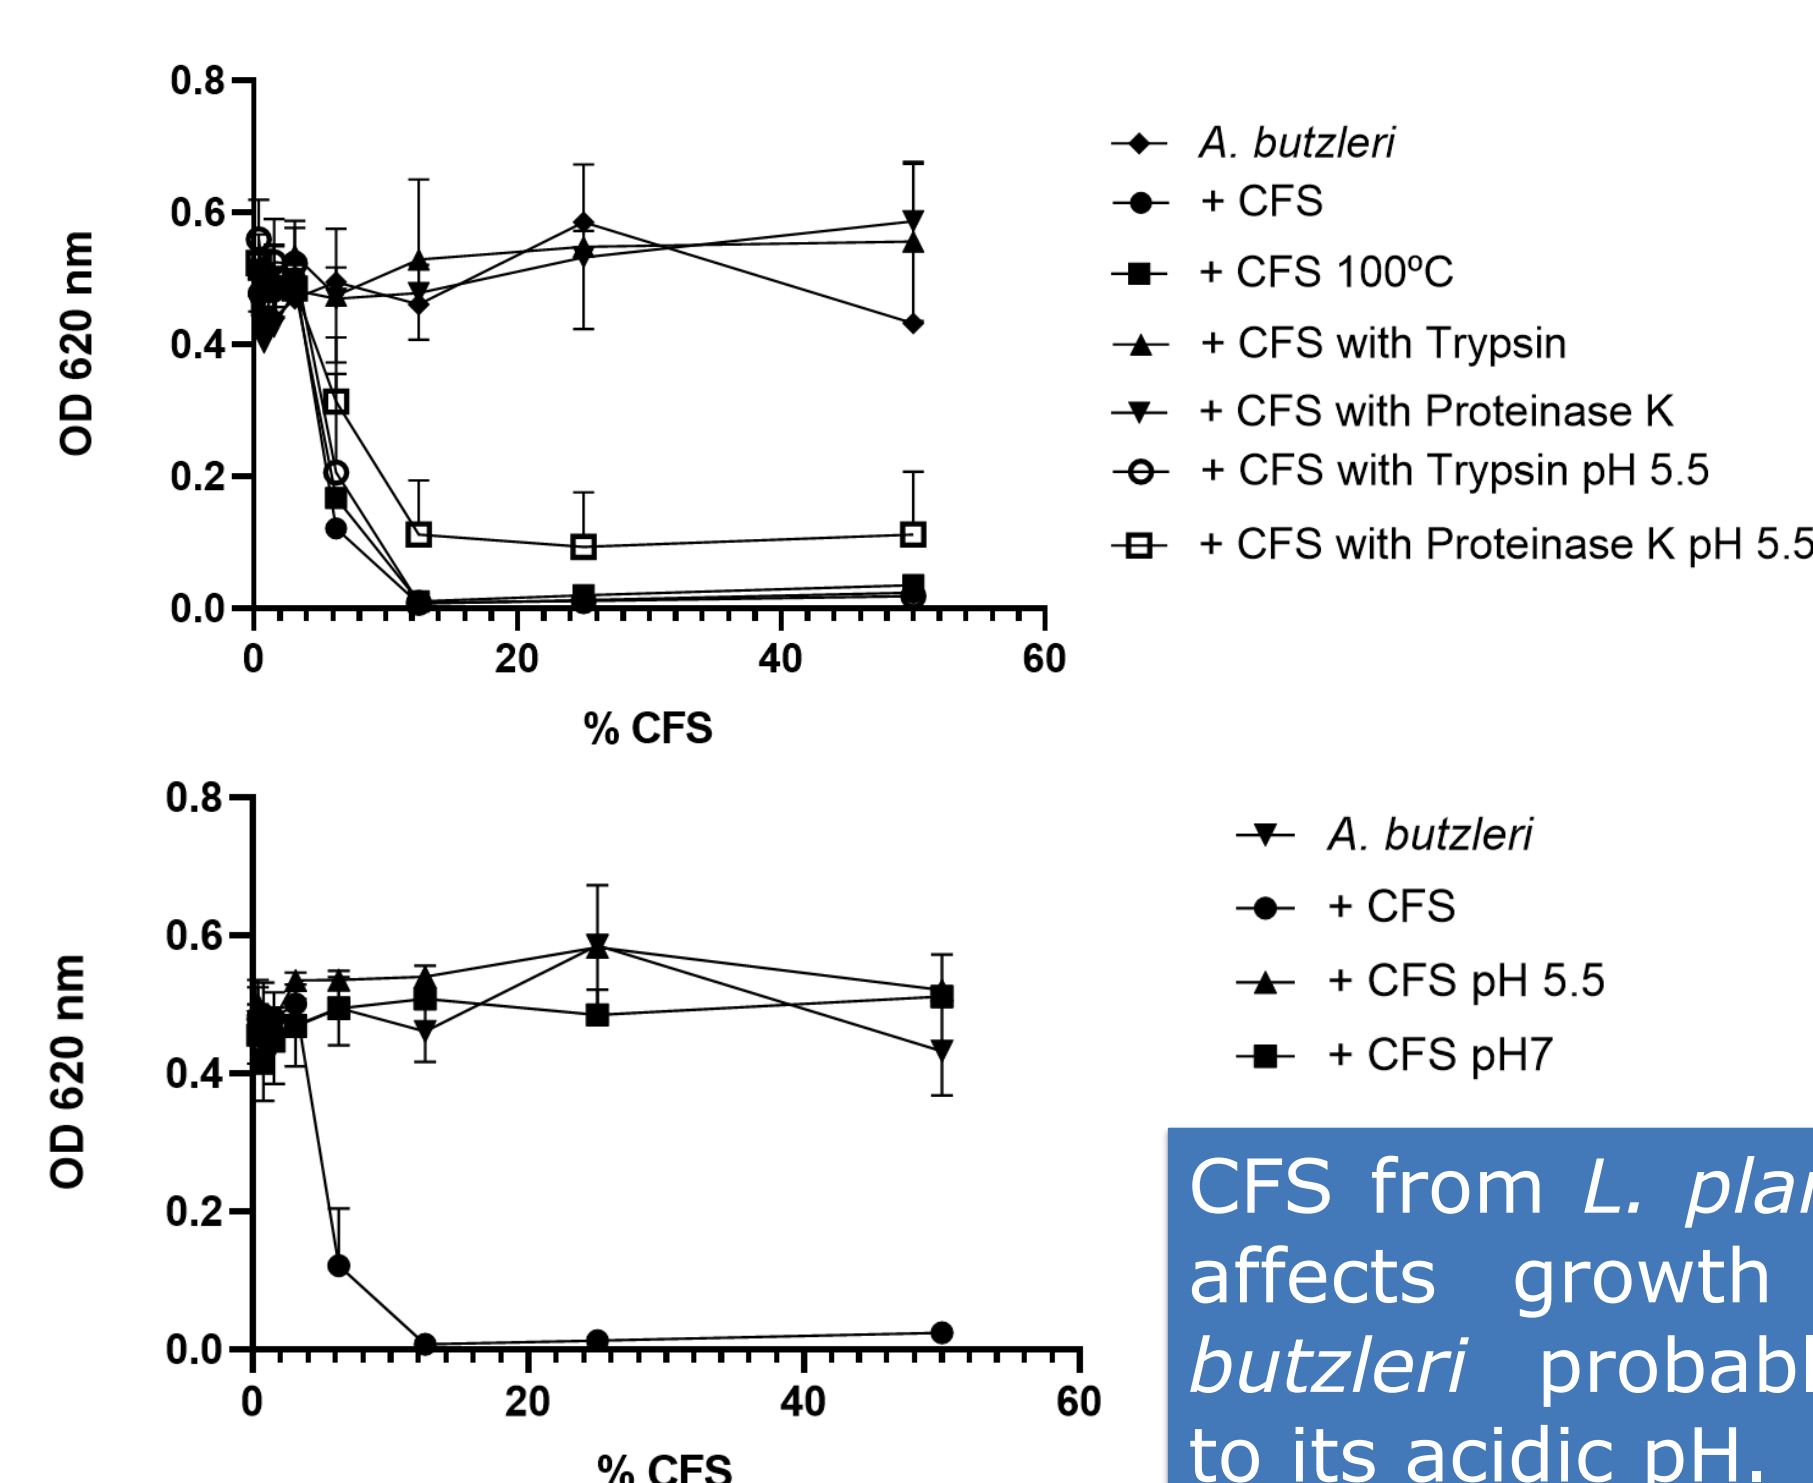 0.8
0.6
0.4
0.2
0.0
OD 620 nm
0 20 40 60
% CFS
A. butzleri
+ CFS
+ CFS 100ºC
+ CFS with Trypsin
+ CFS with Proteinase K
+ CFS with Trypsin pH 5.5
+ CFS with Proteinase K pH 5.5
0.8
0.6
0.4
0.2
0.0
OD 620 nm
0 20 40 60
% CFS
A. butzleri
+ CFS
+ CFS pH 5.5
+ CFS pH7
CFS from L.
affects growth
butzleri
to its acidic pH.